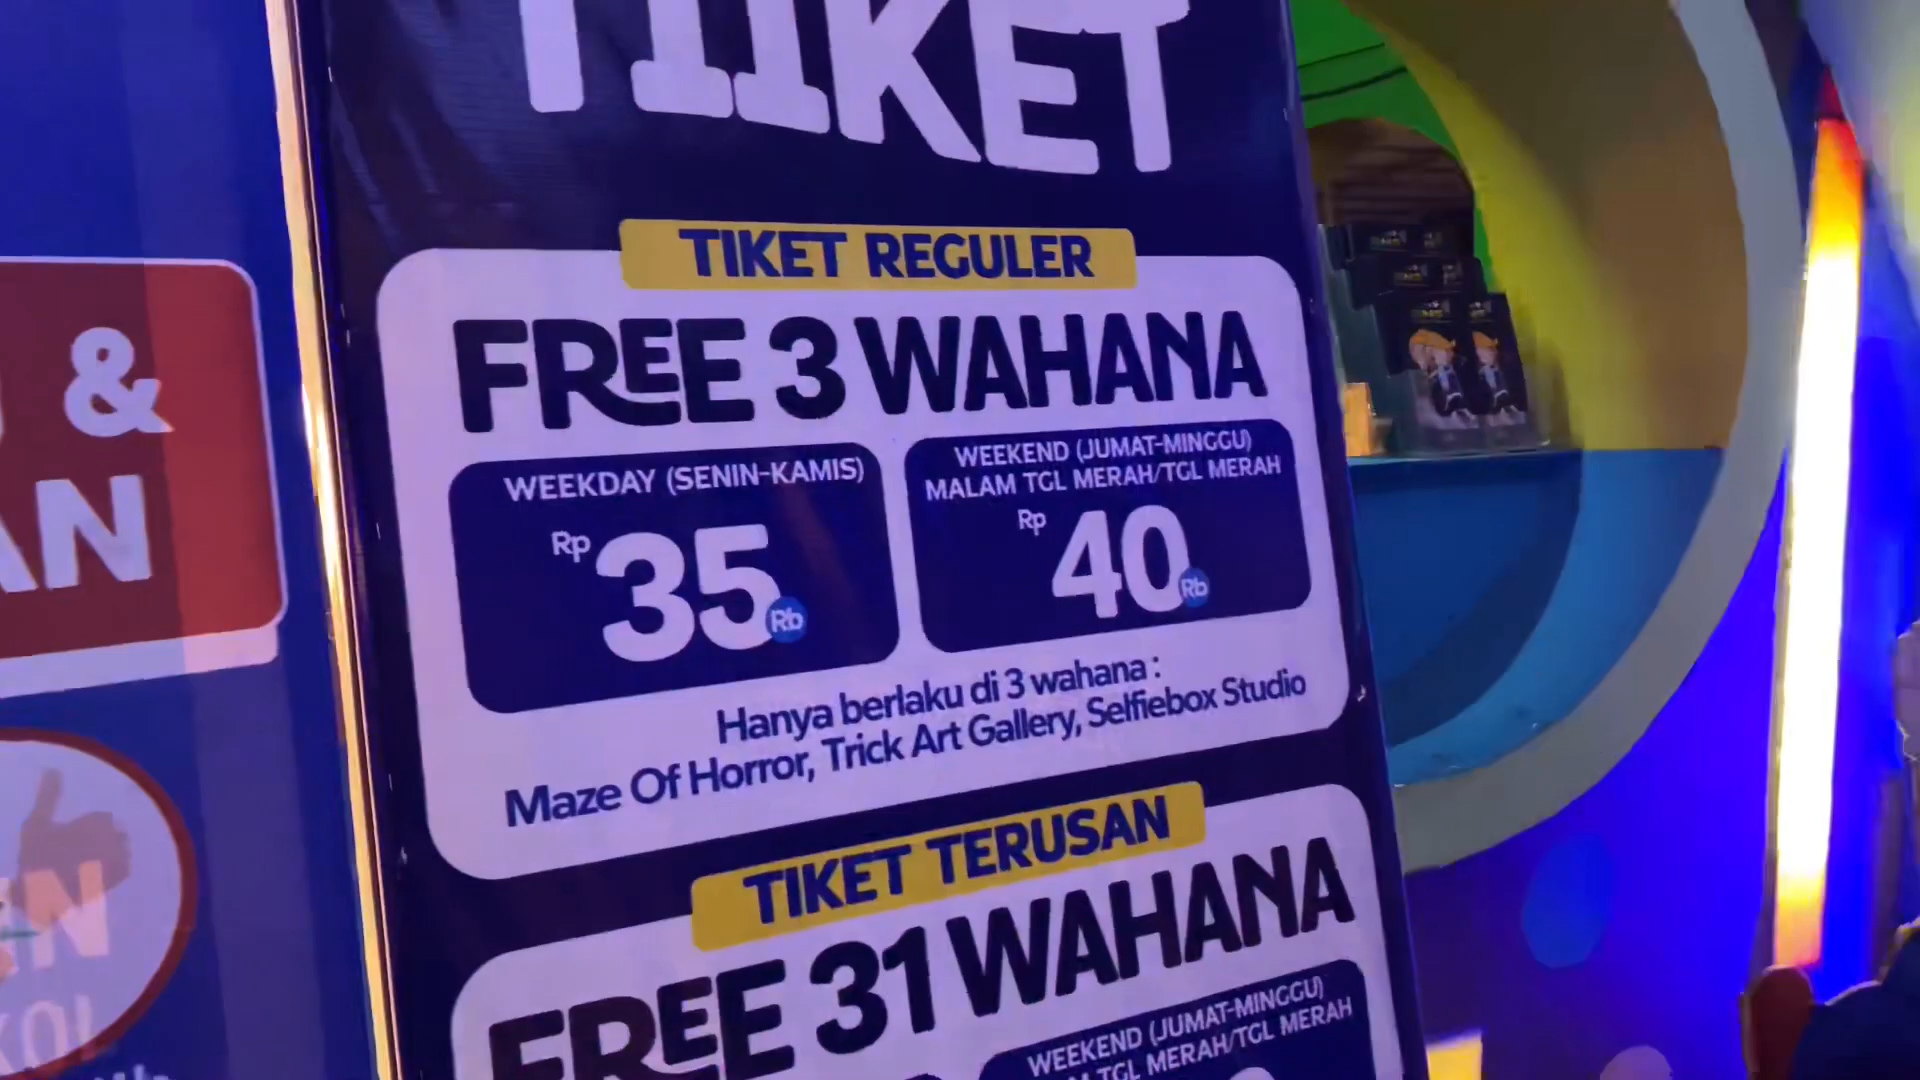 TIIKET
TIKET REGULER
FREE 3 WAHANA
WEEKDAY (SENIN-KAMIS)
Rp 35 Rb
WEEKEND (JUMAT-MINGGU)
MALAM TGL MERAH/TGL MERAH
Rp 40 Rb
Hanya berlaku di 3 wahana :
Maze Of Horror, Trick Art Gallery, Selfiebox Studio
TIKET TERUSAN
FREE 31 WAHANA
WEEKEND (JUMAT-MINGGU)
TGL MERAH/TGL MERAH
&